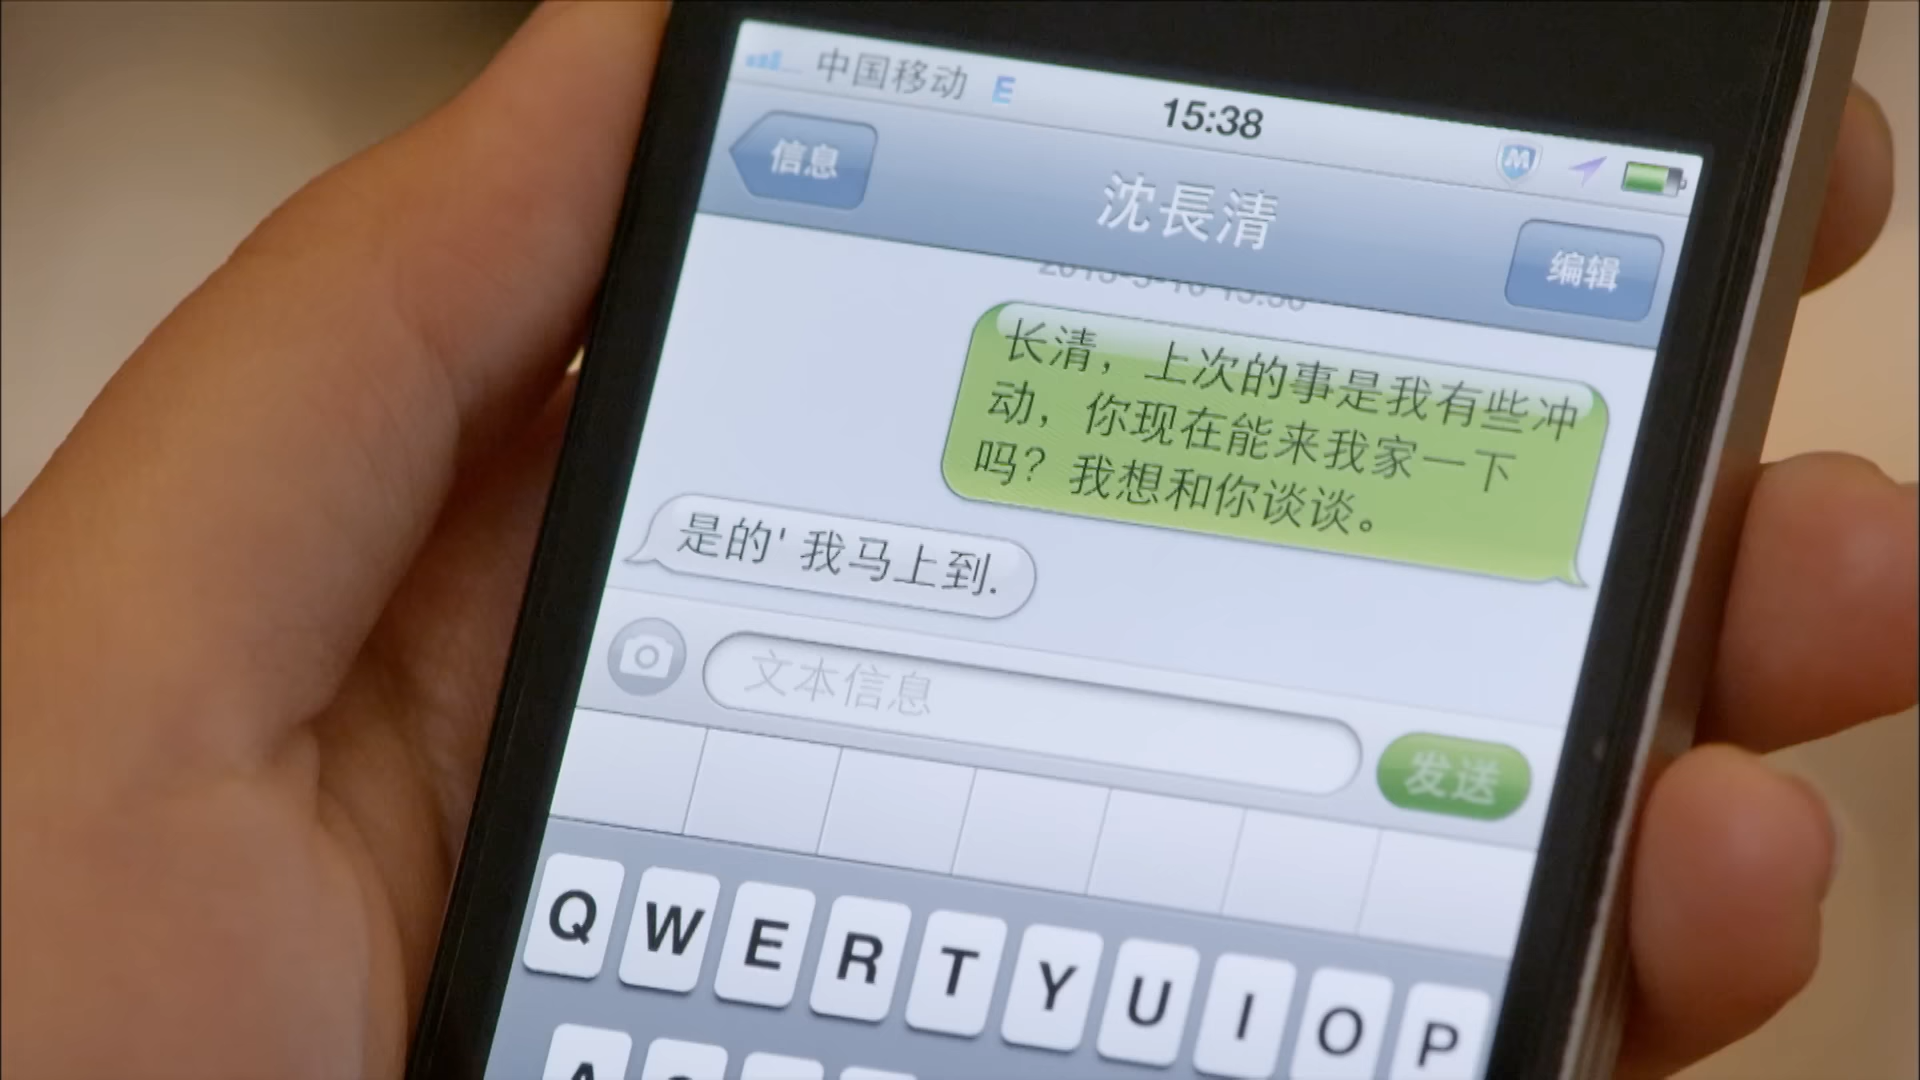 中国移动 E 15:38
信息 沈長清 编辑
长清，上次的事是我有些冲
动，你现在能来我家一下
吗？我想和你谈谈。
是的' 我马上到.
文本信息 发送
Q W E R T Y U I O P